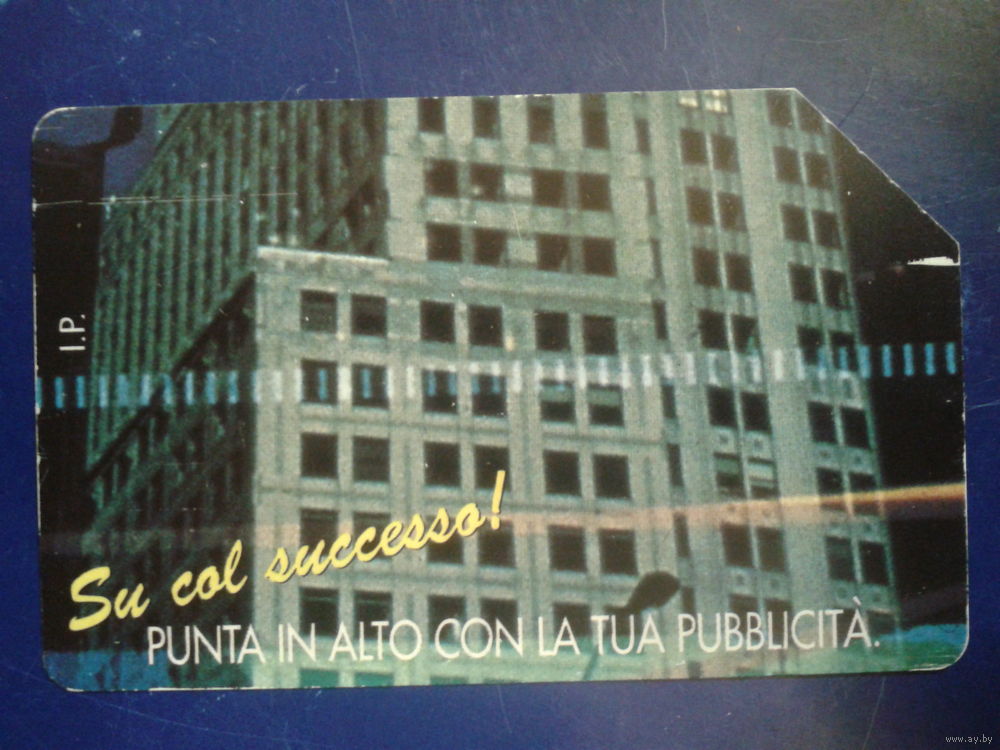 I.P.
Su col successo!
PUNTA IN ALTO CON LA TUA PUBBLICITÀ.
www.ay.by